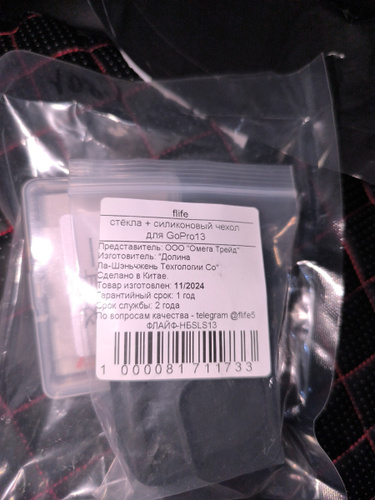 flife
стёкла + силиконовый чехол
для GoPro13
Представитель: ООО "Омега Трейд"
Изготовитель: "Долина
Ла-Шэньчжень Техгологии Со"
Сделано в Китае.
Товар изготовлен: 11/2024
Гарантийный срок: 1 год
Срок службы: 2 года
По вопросам качества - telegram @flife5
ФЛАЙФ-НБSLS13
1 000081 711733